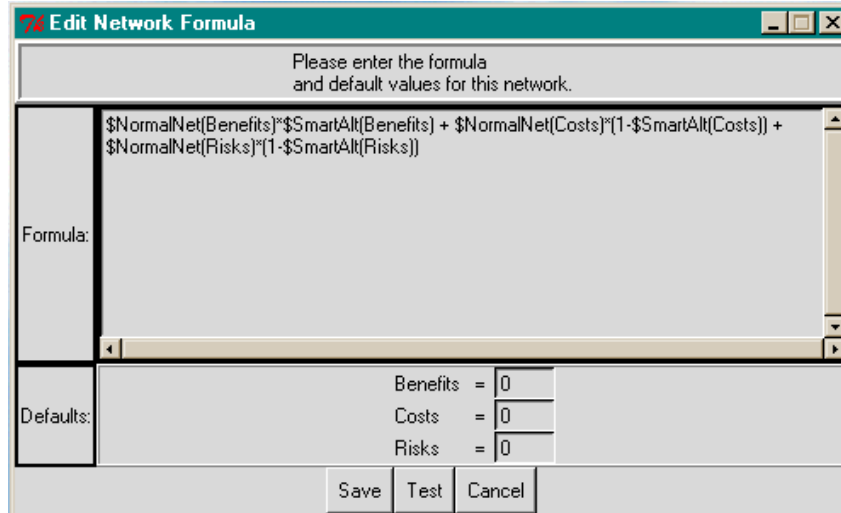 Edit Network Formula
Please enter the formula
and default values for this network.
Formula:
$NormalNet(Benefits)*$SmartAlt(Benefits) + $NormalNet(Costs)*(1-$SmartAlt(Costs)) +
$NormalNet(Risks)*(1-$SmartAlt(Risks))
Defaults:
Benefits = 0
Costs = 0
Risks = 0
Save Test Cancel